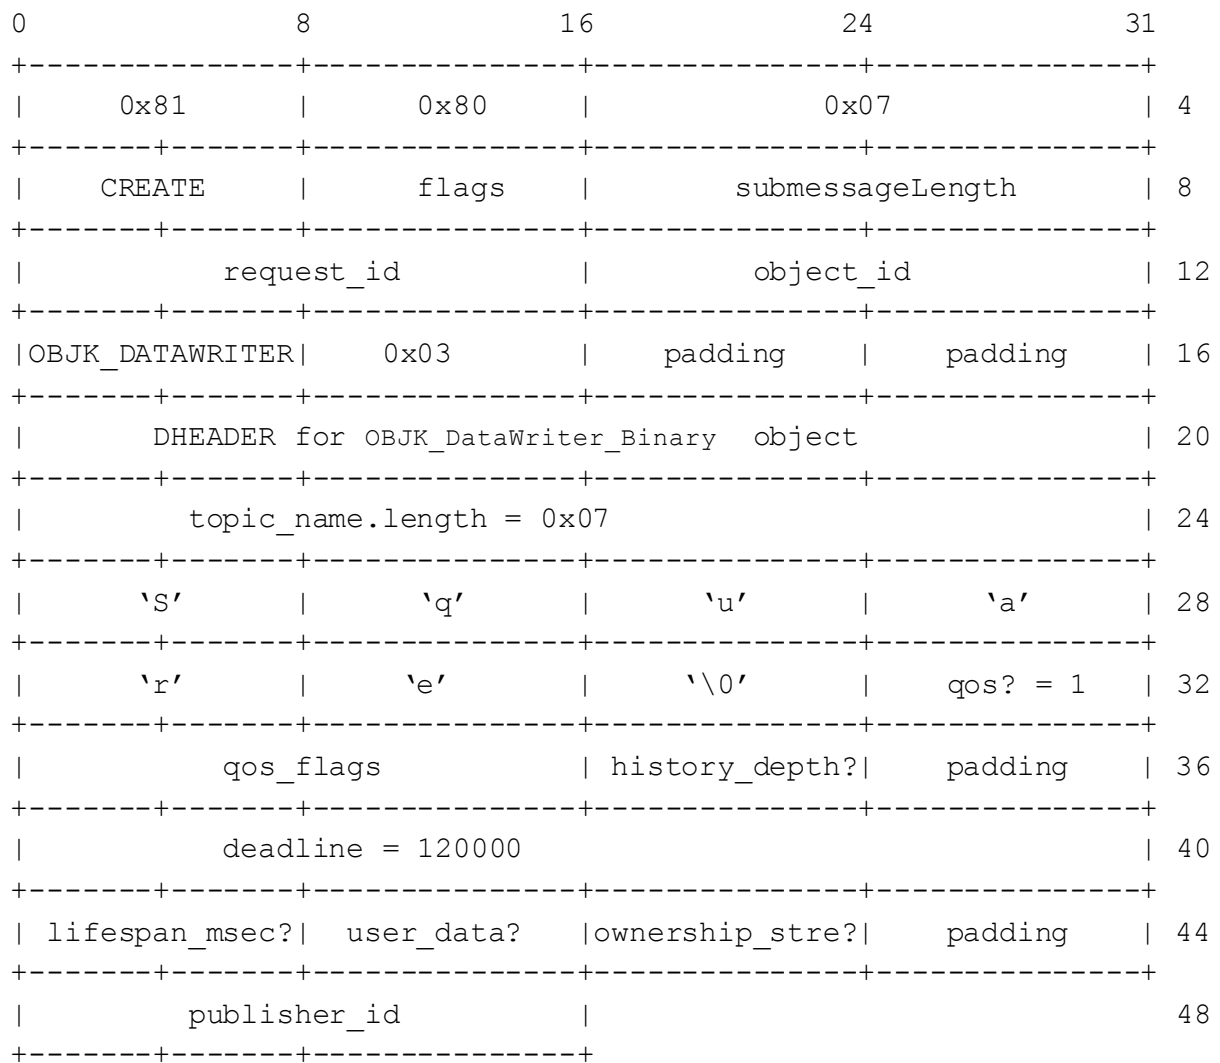 0 8 16 24 31
+---------------+---------------+---------------+---------------+
| 0x81 | 0x80 | 0x07 | 4
+-------+-------+---------------+---------------+---------------+
| CREATE | flags | submessageLength | 8
+-------+-------+---------------+---------------+---------------+
| request_id | object_id | 12
+-------+-------+---------------+---------------+---------------+
|OBJK_DATAWRITER| 0x03 | padding | padding | 16
+-------+-------+---------------+---------------+---------------+
| DHEADER for OBJK_DataWriter_Binary object | 20
+-------+-------+---------------+---------------+---------------+
| topic_name.length = 0x07 | 24
+-------+-------+---------------+---------------+---------------+
| ‘S’ | ‘q’ | ‘u’ | ‘a’ | 28
+-------+-------+---------------+---------------+---------------+
| ‘r’ | ‘e’ | ‘\0’ | qos? = 1 | 32
+-------+-------+---------------+---------------+---------------+
| qos_flags | history_depth?| padding | 36
+-------+-------+---------------+---------------+---------------+
| deadline = 120000 | 40
+-------+-------+---------------+---------------+---------------+
| lifespan_msec?| user_data? |ownership_stre?| padding | 44
+-------+-------+---------------+---------------+---------------+
| publisher_id | 48
+-------+-------+---------------+